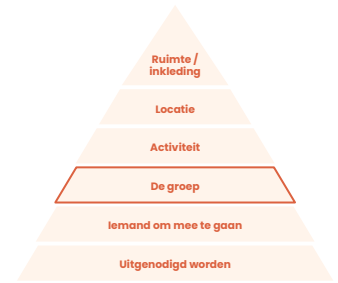 Ruimte /
inkleding
Locatie
Activiteit
De groep
Iemand om mee te gaan
Uitgenodigd worden